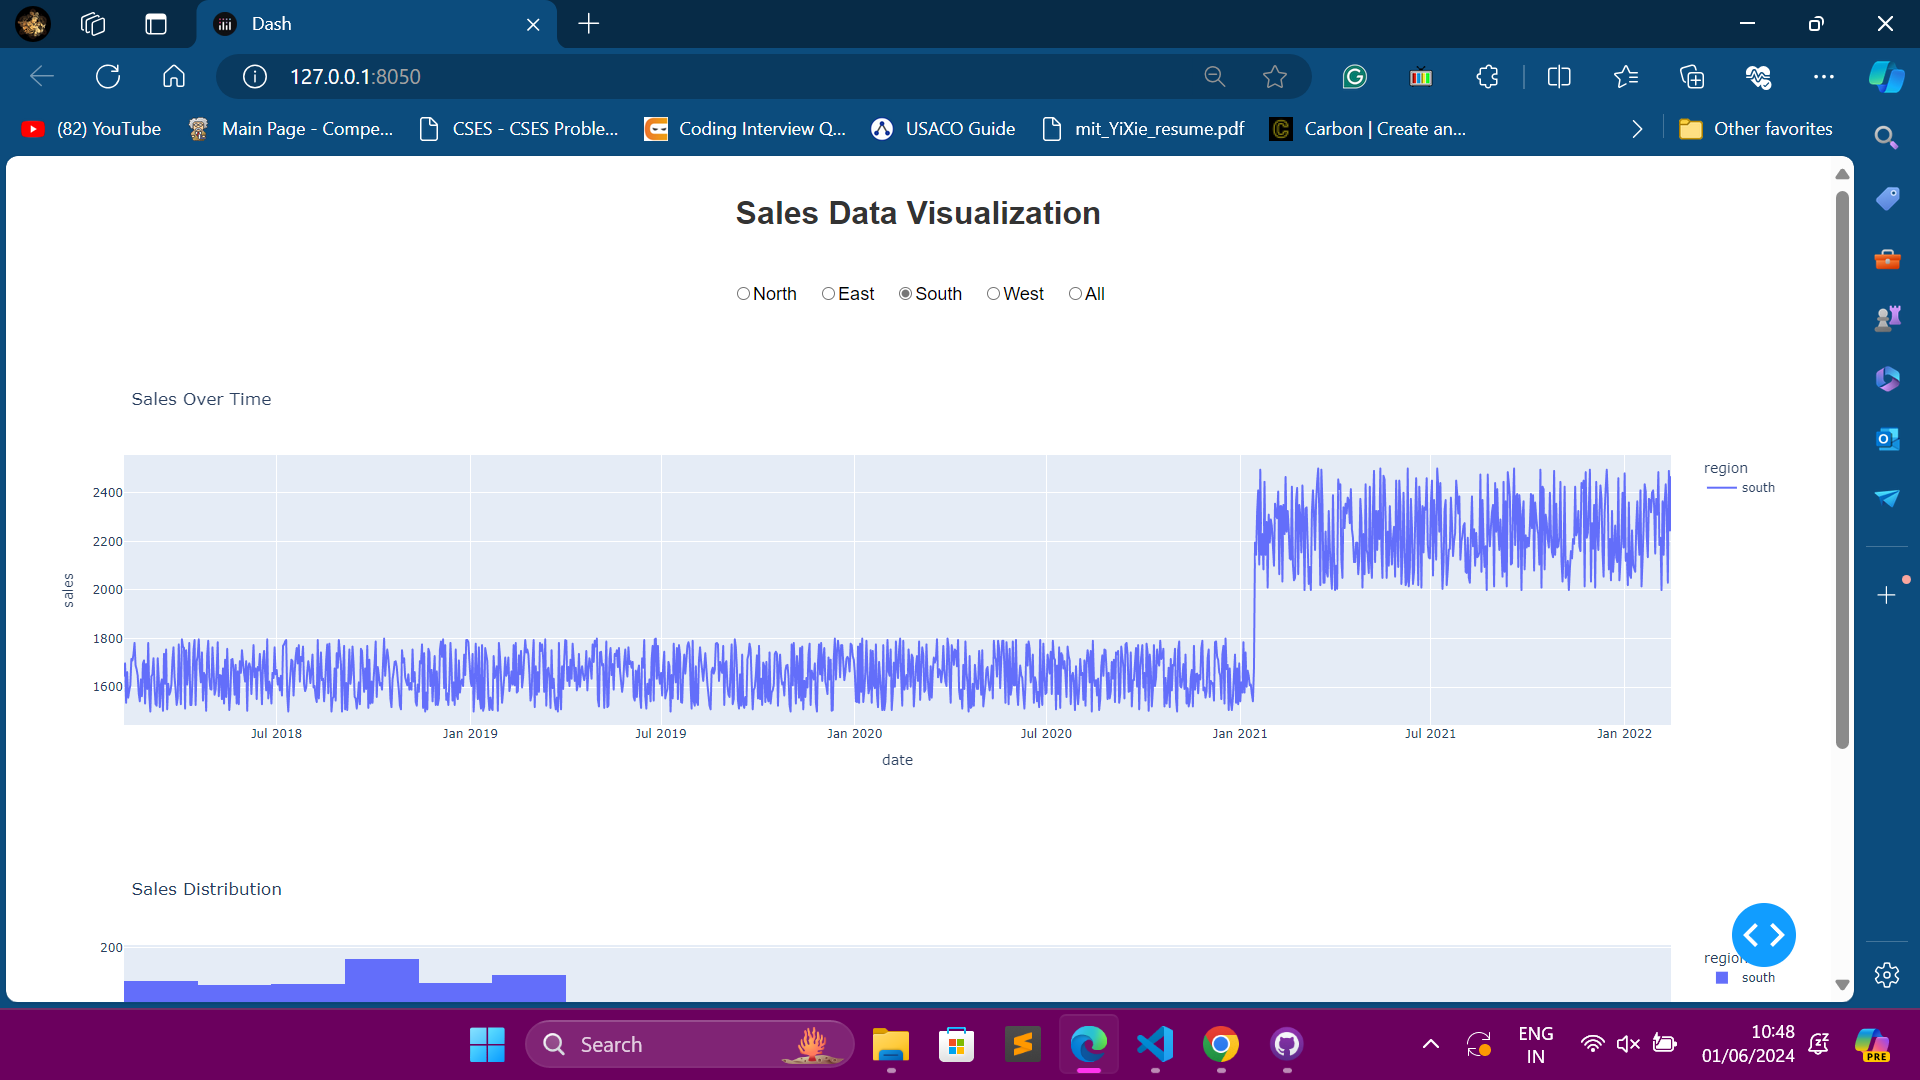 Dash
127.0.0.1:8050
(82) YouTube
Main Page - Compe...
CSES - CSES Proble...
Coding Interview Q...
USACO Guide
mit_YiXie_resume.pdf
Carbon | Create an...
Other favorites
Sales Data Visualization
North East South West All
Sales Over Time
2400
2200
2000
1800
1600
sales
Jul 2018 Jan 2019 Jul 2019 Jan 2020 Jul 2020 Jan 2021 Jul 2021 Jan 2022
date
region
south
Sales Distribution
200
region
south
Search
ENG
IN
10:48
01/06/2024
PRE